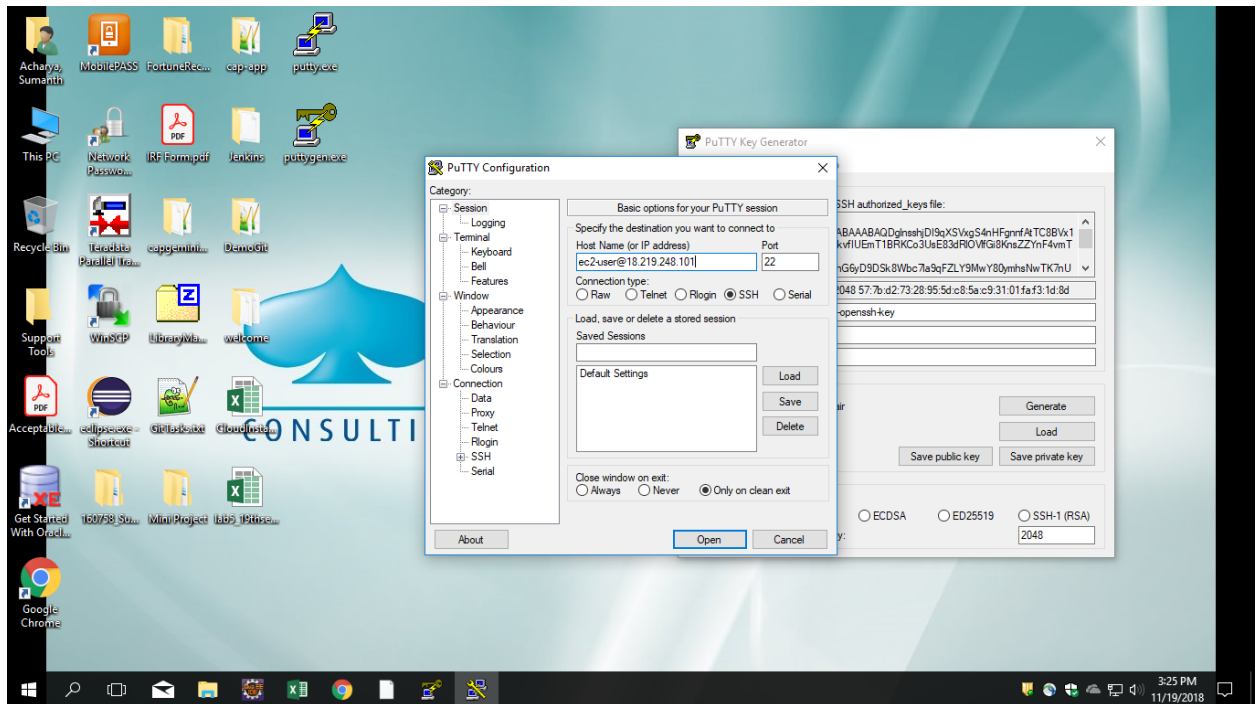 Acharya, Sumanth
MobilePASS
FortuneRec...
cap-app
putty.exe
This PC
Network Passwo...
PDF
IRF Form.pdf
Jenkins
puttygen.exe
Recycle Bin
Teradata Parallel Tra...
capgemini...
DemoGit
Support Tools
WinSCP
LibraryMa...
welcome
PDF
Acceptable...
eclipse.exe - Shortcut
GitTasks.txt
CONSULTI
XE
Get Started With Oracl...
160758_Su...
Mini Project
Google Chrome
PuTTY Configuration
Category:
Session
Logging
Terminal
Keyboard
Bell
Features
Window
Appearance
Behaviour
Translation
Selection
Colours
Connection
Data
Proxy
Telnet
Rlogin
SSH
Serial
Basic options for your PuTTY session
Specify the destination you want to connect to
Host Name (or IP address) Port
ec2-user@18.219.248.101 22
Connection type:
Raw Telnet Rlogin SSH Serial
Load, save or delete a stored session
Saved Sessions
Default Settings
Load
Save
Delete
Close window on exit:
Always Never Only on clean exit
About Open Cancel
PuTTY Key Generator
SSH authorized_keys file:
2048 57:7b:d2:73:28:95:5d:c8:5a:c9:31:01:fa:f3:1d:8d
-openssh-key
Generate
Load
Save public key Save private key
ECDSA ED25519 SSH-1 (RSA)
2048
3:25 PM
11/19/2018